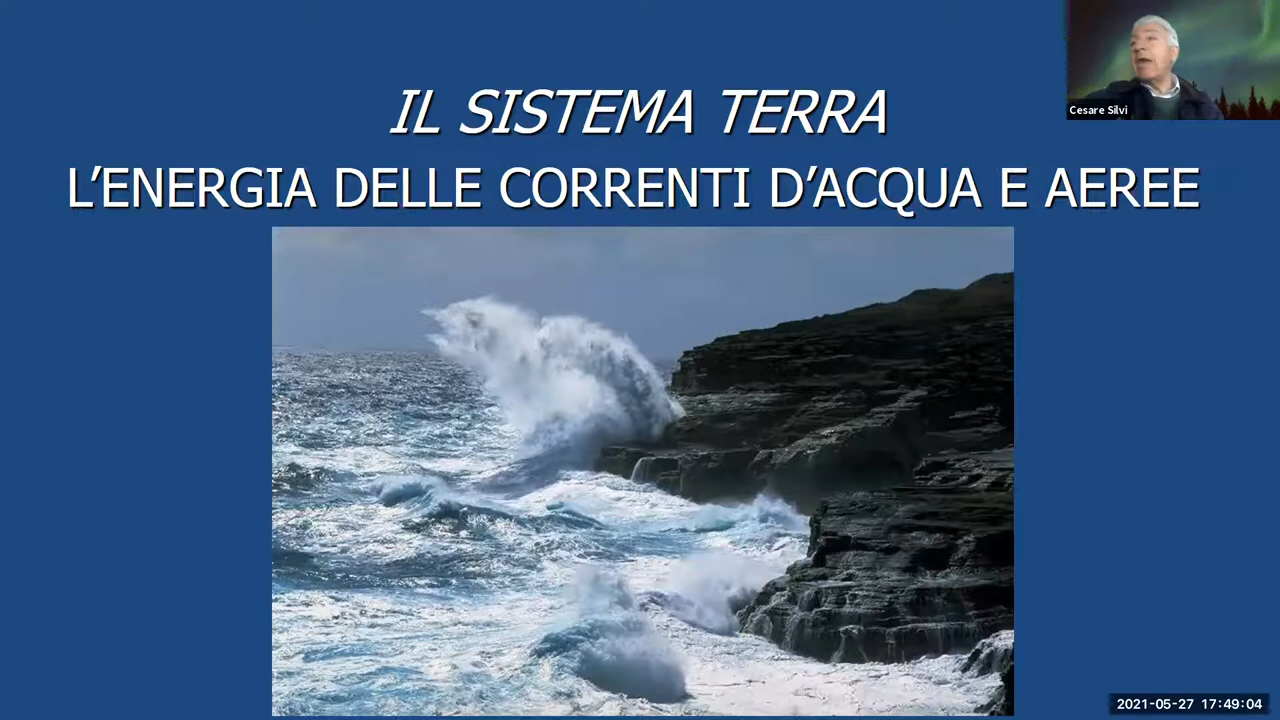 IL SISTEMA TERRA
L’ENERGIA DELLE CORRENTI D’ACQUA E AEREE
Cesare Silvi
2021-05-27 17:49:04